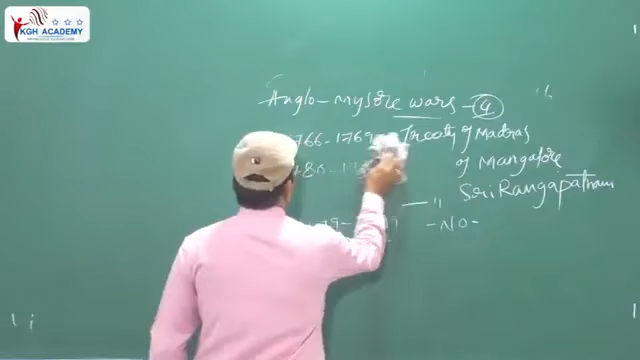 KGH ACADEMY
Anglo-mysore wars - 4
766-1769 Treaty of Madras
of Mangalore
" Sri Rangapatnam
-NO-